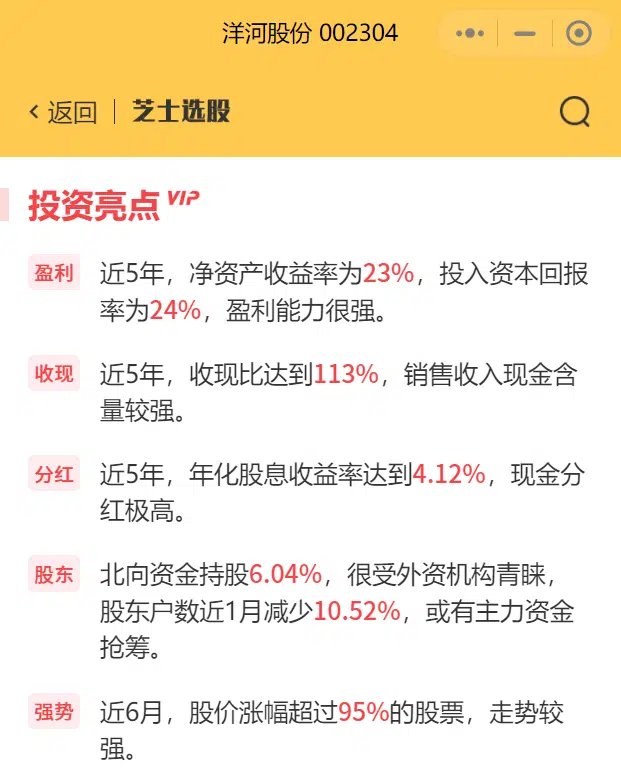 洋河股份 002304
返回 | 芝士选股
投资亮点 VIP
盈利 近5年，净资产收益率为23%，投入资本回报
率为24%，盈利能力很强。
收现 近5年，收现比达到113%，销售收入现金含
量较强。
分红 近5年，年化股息收益率达到4.12%，现金分
红极高。
股东 北向资金持股6.04%，很受外资机构青睐，
股东户数近1月减少10.52%，或有主力资金
抢筹。
强势 近6月，股价涨幅超过95%的股票，走势较
强。